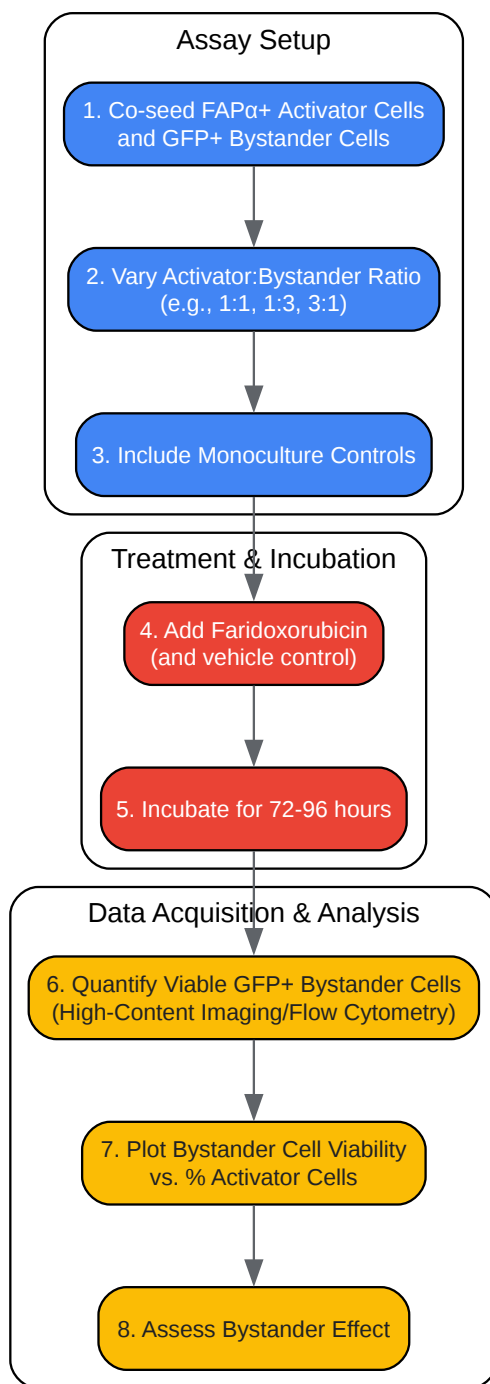 Assay Setup
1. Co-seed FAPα+ Activator Cells
and GFP+ Bystander Cells
2. Vary Activator:Bystander Ratio
(e.g., 1:1, 1:3, 3:1)
3. Include Monoculture Controls
Treatment & Incubation
4. Add Faridoxorubicin
(and vehicle control)
5. Incubate for 72-96 hours
Data Acquisition & Analysis
6. Quantify Viable GFP+ Bystander Cells
(High-Content Imaging/Flow Cytometry)
7. Plot Bystander Cell Viability
vs. % Activator Cells
8. Assess Bystander Effect